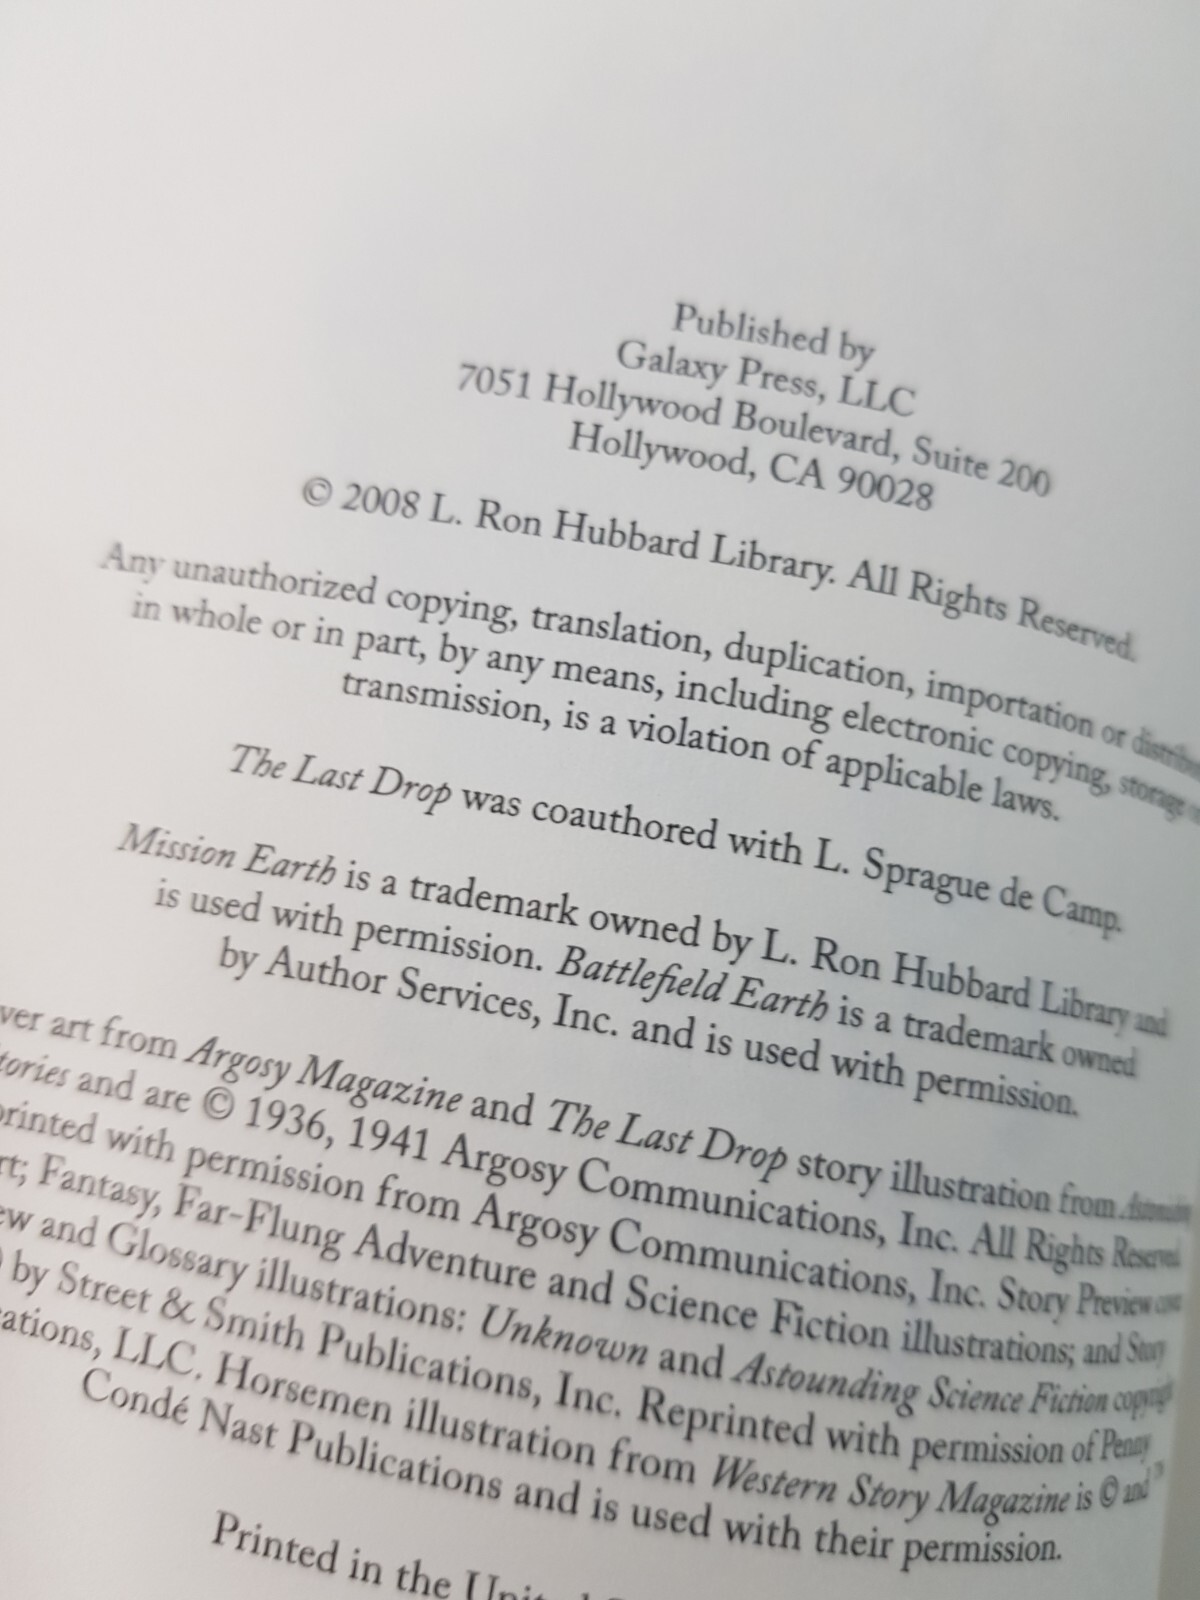 Published by
Galaxy Press, LLC
7051 Hollywood Boulevard, Suite 200
Hollywood, CA 90028
© 2008 L. Ron Hubbard Library. All Rights Reserved.
Any unauthorized copying, translation, duplication, importation or distribu
in whole or in part, by any means, including electronic copying, storage
transmission, is a violation of applicable laws.
The Last Drop was coauthored with L. Sprague de Camp.
Mission Earth is a trademark owned by L. Ron Hubbard Library and
is used with permission. Battlefield Earth is a trademark owned
by Author Services, Inc. and is used with permission.
ver art from Argosy Magazine and The Last Drop story illustration from
tories and are © 1936, 1941 Argosy Communications, Inc. All Rights Reserved
printed with permission from Argosy Communications, Inc. Story Preview
rt; Fantasy, Far-Flung Adventure and Science Fiction illustrations; and Story
ew and Glossary illustrations: Unknown and Astounding Science Fiction copyright
) by Street & Smith Publications, Inc. Reprinted with permission of Penny
cations, LLC. Horsemen illustration from Western Story Magazine is © and ™
Condé Nast Publications and is used with their permission.
Printed in the